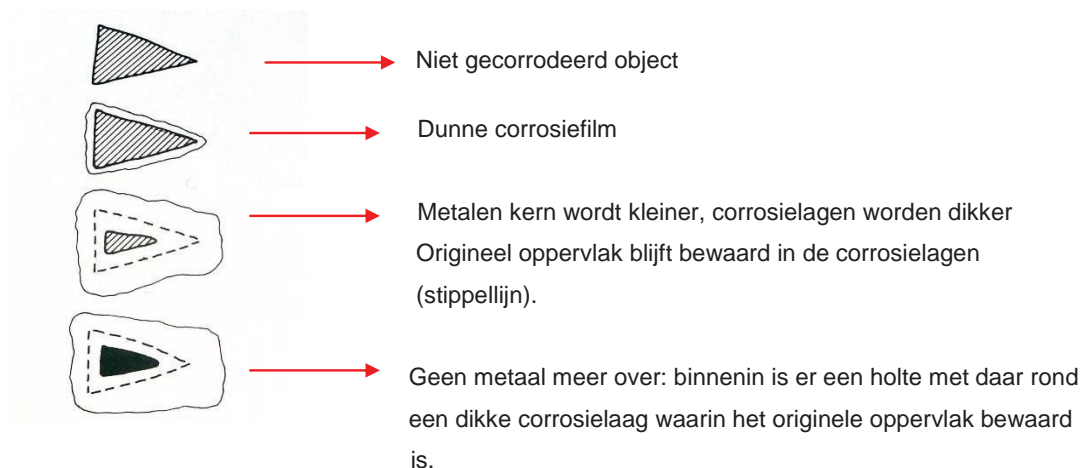 Niet gecorrodeerd object
Dunne corrosiefilm
Metalen kern wordt kleiner, corrosielagen worden dikker
Origineel oppervlak blijft bewaard in de corrosielagen
(stippellijn).
Geen metaal meer over: binnenin is er een holte met daar rond
een dikke corrosielaag waarin het originele oppervlak bewaard
is.